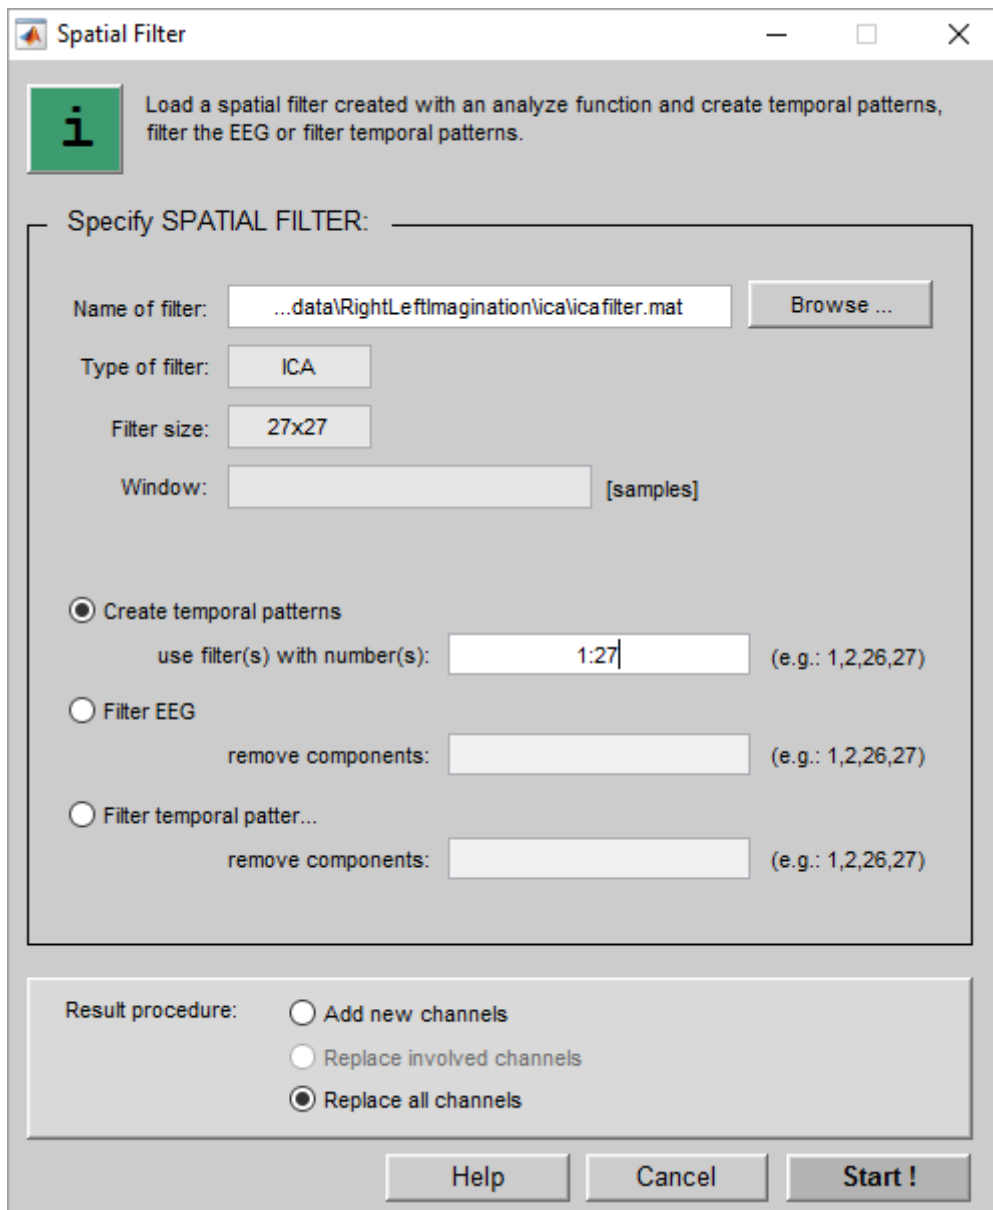 Spatial Filter
i
Load a spatial filter created with an analyze function and create temporal patterns,
filter the EEG or filter temporal patterns.
Specify SPATIAL FILTER:
Name of filter: ...data\RightLeftImagination\ica\icafilter.mat Browse ...
Type of filter: ICA
Filter size: 27x27
Window: [samples]
Create temporal patterns
use filter(s) with number(s): 1:27 (e.g.: 1,2,26,27)
Filter EEG
remove components: (e.g.: 1,2,26,27)
Filter temporal patter...
remove components: (e.g.: 1,2,26,27)
Result procedure: Add new channels
Replace involved channels
Replace all channels
Help Cancel Start !